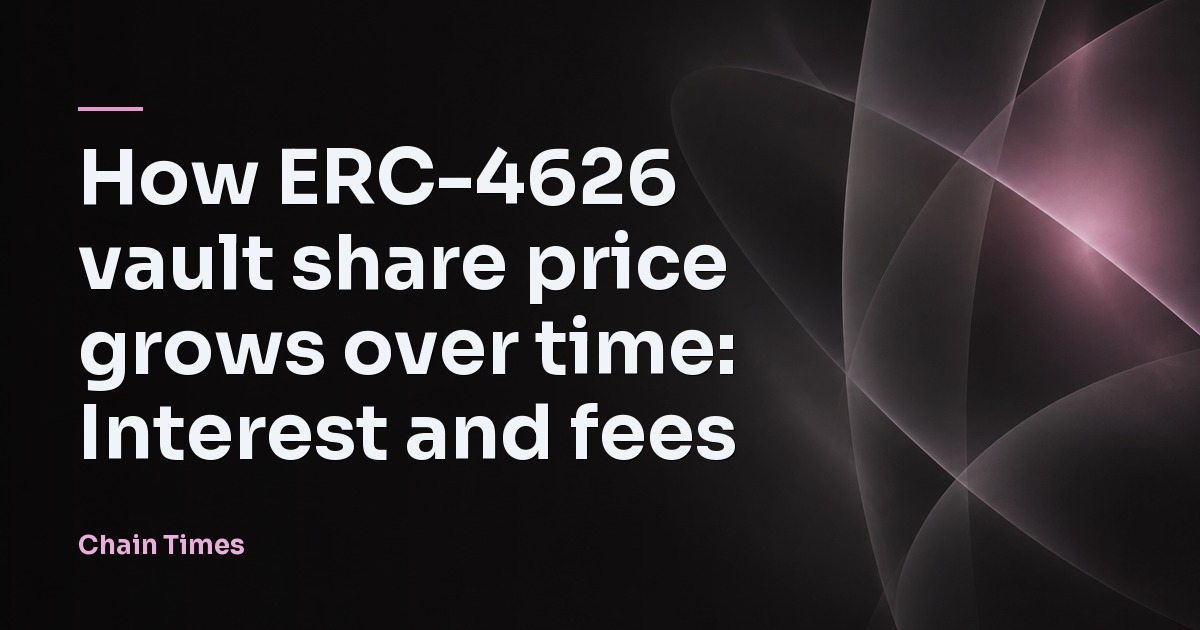 How ERC-4626
vault share price
grows over time:
Interest and fees
Chain Times